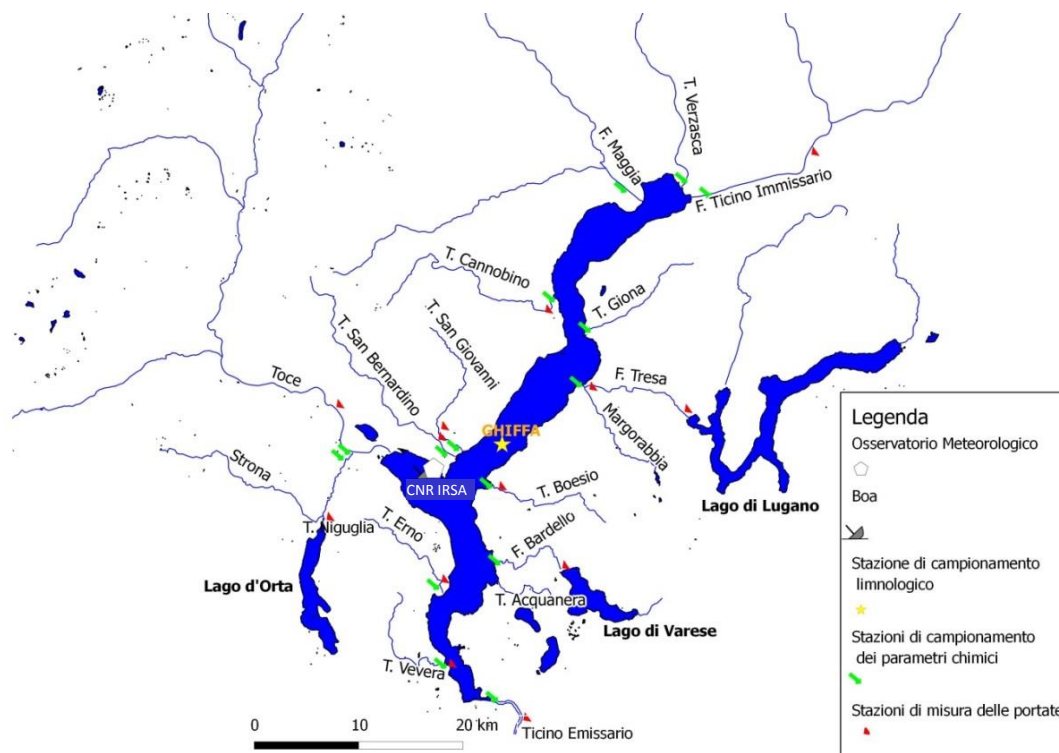 T. Verzasca
F. Maggia
F. Ticino Immissario
T. Cannobino
T. Giona
T. San Giovanni
T. San Bernardino
Toce
F. Tresa
GHIFFA
Margorabbia
Strona
CNR IRSA
T. Boesio
Lago di Lugano
T. Niguglia
T. Erno
F. Bardello
Lago d'Orta
T. Acquanera
Lago di Varese
T. Vevera
Ticino Emissario
0 10 20 km
Legenda
Osservatorio Meteorologico
Boa
Stazione di campionamento
limnologico
Stazioni di campionamento
dei parametri chimici
Stazioni di misura delle portate